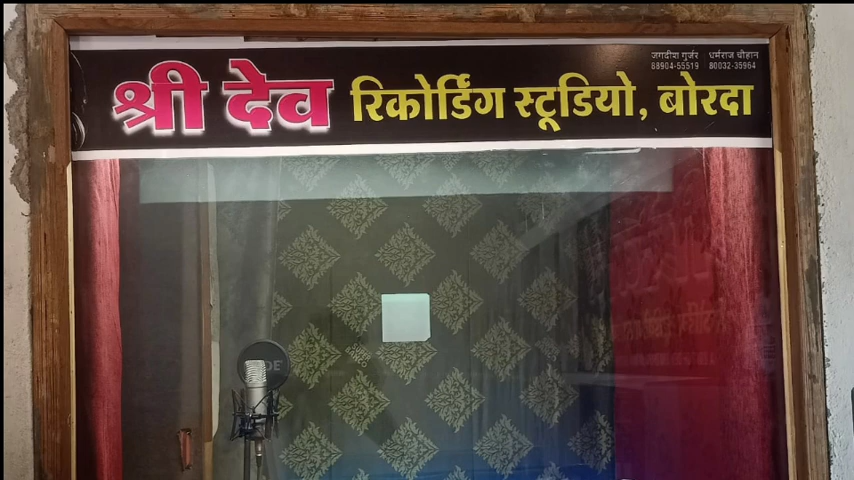 जगदीश गुर्जर | धर्मराज चौहान
88904-55519 | 80032-35964
श्री देव रिकोर्डिंग स्टूडियो, बोरदा